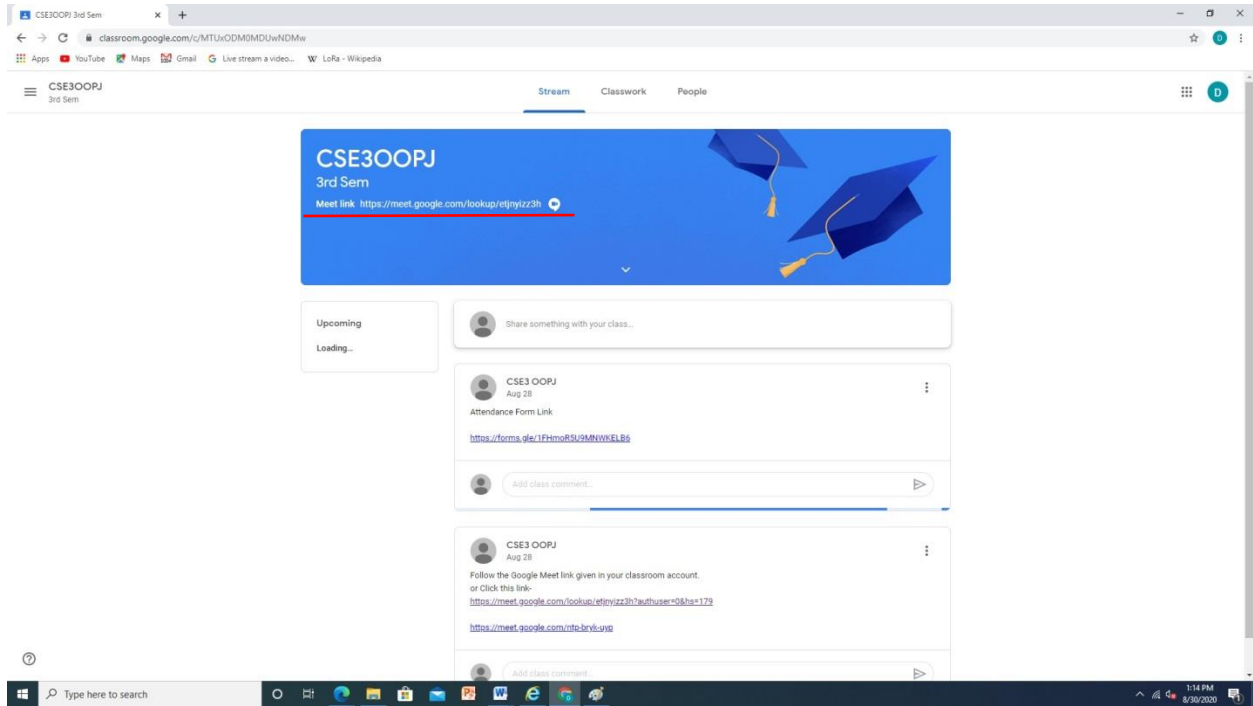 CSE3OOPJ 3rd Sem
classroom.google.com/c/MTUxODM0MDUwNDMw
Apps YouTube Maps Gmail Live stream a video... LoRa - Wikipedia
CSE3OOPJ
3rd Sem
Stream Classwork People
D
CSE3OOPJ
3rd Sem
Meet link https://meet.google.com/lookup/etjnyizz3h
Upcoming
Loading...
Share something with your class...
CSE3 OOPJ
Aug 28
Attendance Form Link
https://forms.gle/1FHmoR5U9MNWKELB6
Add class comment...
CSE3 OOPJ
Aug 28
Follow the Google Meet link given in your classroom account.
or Click this link-
https://meet.google.com/lookup/etjnyizz3h?authuser=0&hs=179
https://meet.google.com/ntp-bryk-uyp
Add class comment...
Type here to search
1:14 PM
8/30/2020